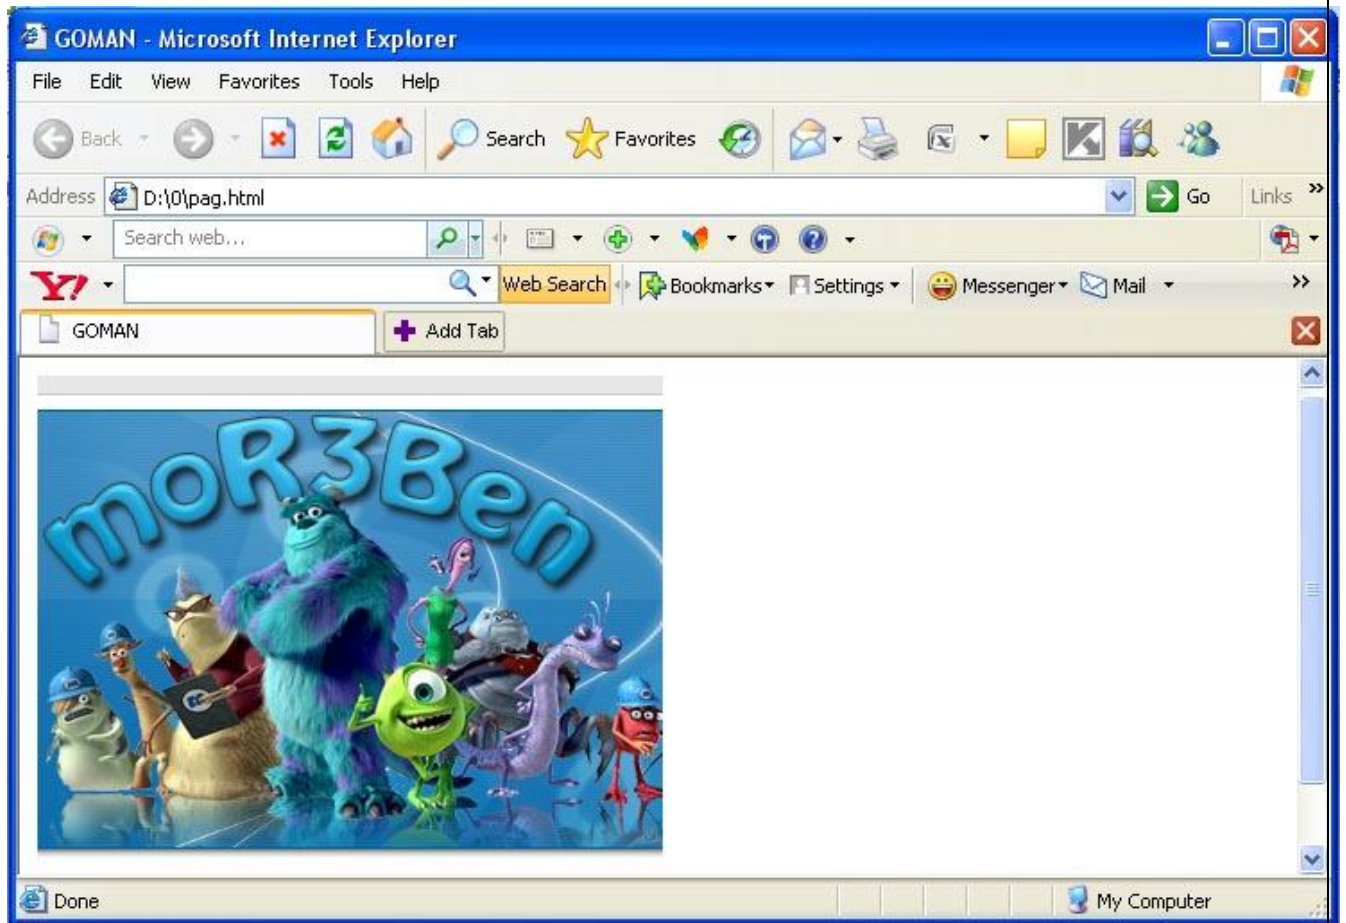 GOMAN - Microsoft Internet Explorer
File Edit View Favorites Tools Help
Back Search Favorites
Address D:\0\pag.html Go Links »
Search web...
Y! Web Search Bookmarks Settings Messenger Mail »
GOMAN Add Tab
moR3Ben
Done My Computer